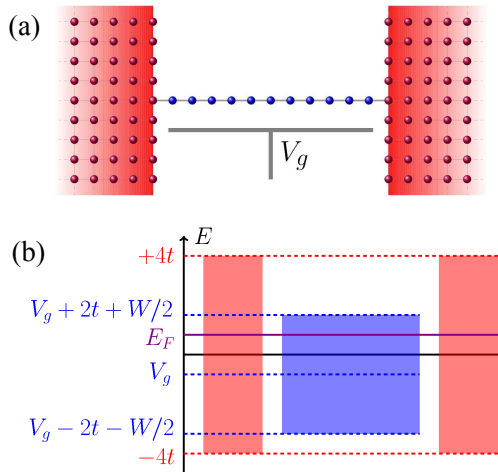 (a)
V_g
(b)
E
+4t
V_g + 2t + W/2
E_F
V_g
V_g − 2t − W/2
−4t